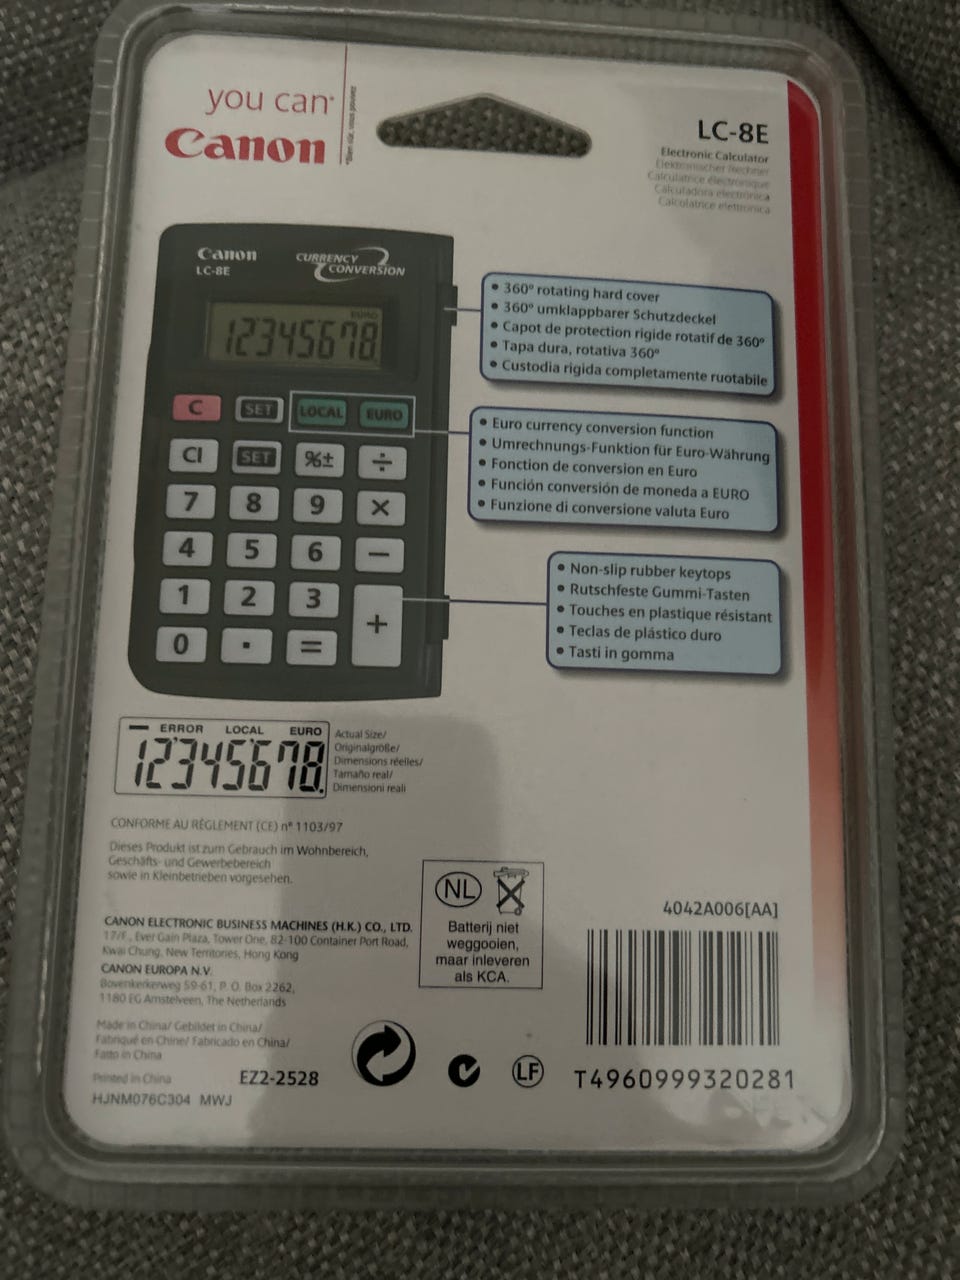 you can*
Canon
LC-8E
Electronic Calculator
Elektronischer Rechner
Calculatrice électronique
Calculadora electrónica
Calcolatrice elettronica
Canon
LC-8E
CURRENCY
CONVERSION
EURO
12345678
C SET LOCAL EURO
CI SET %± ÷
7 8 9 ×
4 5 6 −
1 2 3 +
0 . =
• 360° rotating hard cover
• 360° umklappbarer Schutzdeckel
• Capot de protection rigide rotatif de 360°
• Tapa dura, rotativa 360°
• Custodia rigida completamente ruotabile
• Euro currency conversion function
• Umrechnungs-Funktion für Euro-Währung
• Fonction de conversion en Euro
• Función conversión de moneda a EURO
• Funzione di conversione valuta Euro
• Non-slip rubber keytops
• Rutschfeste Gummi-Tasten
• Touches en plastique résistant
• Teclas de plástico duro
• Tasti in gomma
− ERROR LOCAL EURO
12345678.
Actual Size/
Originalgröße/
Dimensions réelles/
Tamaño real/
Dimensioni reali
CONFORME AU RÈGLEMENT (CE) n° 1103/97
Dieses Produkt ist zum Gebrauch im Wohnbereich,
Geschäfts- und Gewerbebereich
sowie in Kleinbetrieben vorgesehen.
CANON ELECTRONIC BUSINESS MACHINES (H.K.) CO., LTD.
17/F., Ever Gain Plaza, Tower One, 82-100 Container Port Road,
Kwai Chung, New Territories, Hong Kong
CANON EUROPA N.V.
Bovenkerkerweg 59-61, P. O. Box 2262,
1180 EG Amstelveen, The Netherlands
Made in China/ Gebildet in China/
Fabriqué en Chine/ Fabricado en China/
Fatto in China
Printed in China
EZ2-2528
HJNM076C304 MWJ
NL
Batterij niet
weggooien,
maar inleveren
als KCA.
LF
4042A006[AA]
T4960999320281